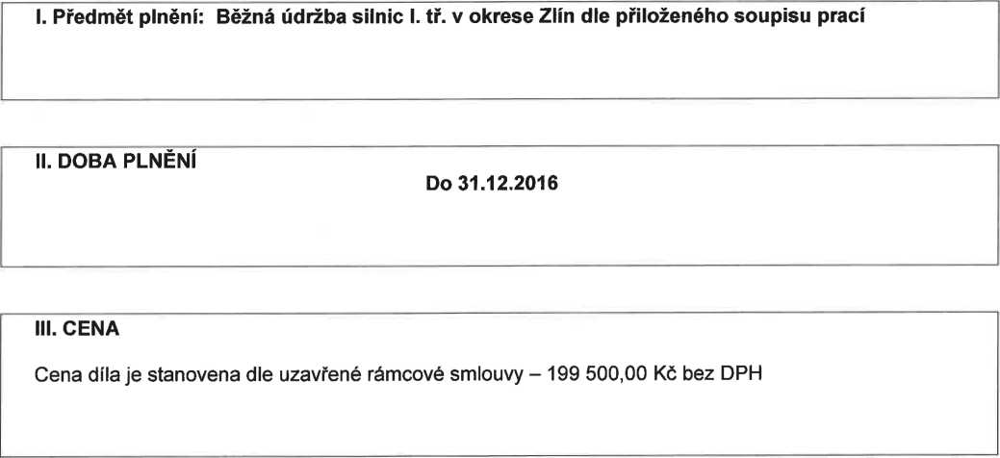 I. Předmět plnění: Běžná údržba silnic I. tř. v okrese Zlín dle přiloženého soupisu prací
II. DOBA PLNĚNÍ
Do 31.12.2016
III. CENA
Cena díla je stanovena dle uzavřené rámcové smlouvy – 199 500,00 Kč bez DPH